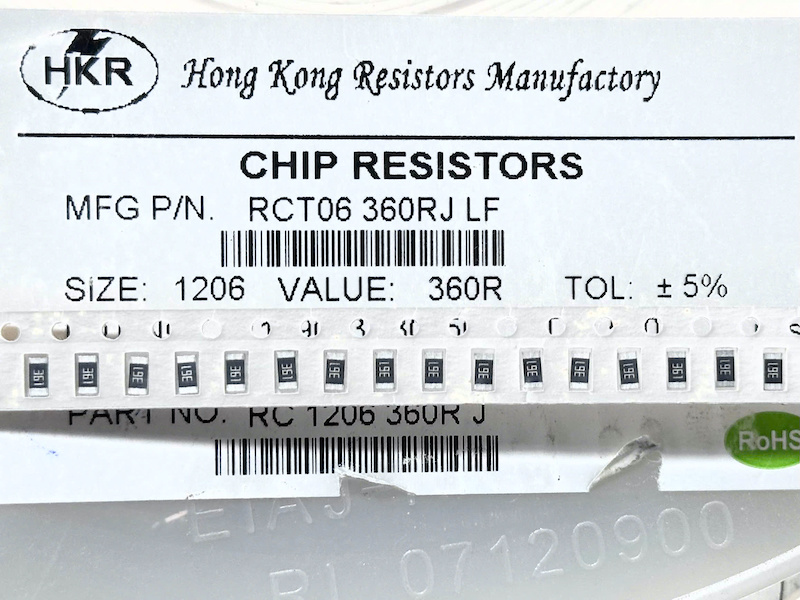 HKR Hong Kong Resistors Manufactory
CHIP RESISTORS
MFG P/N. RCT06 360RJ LF
SIZE: 1206 VALUE: 360R TOL: ± 5%
361 361 361 361 361 361 361 361 361 361 361 361 361 361 361 361
PART NO. RC 1206 360R J
RoHS
EIAJ
RL 07120900